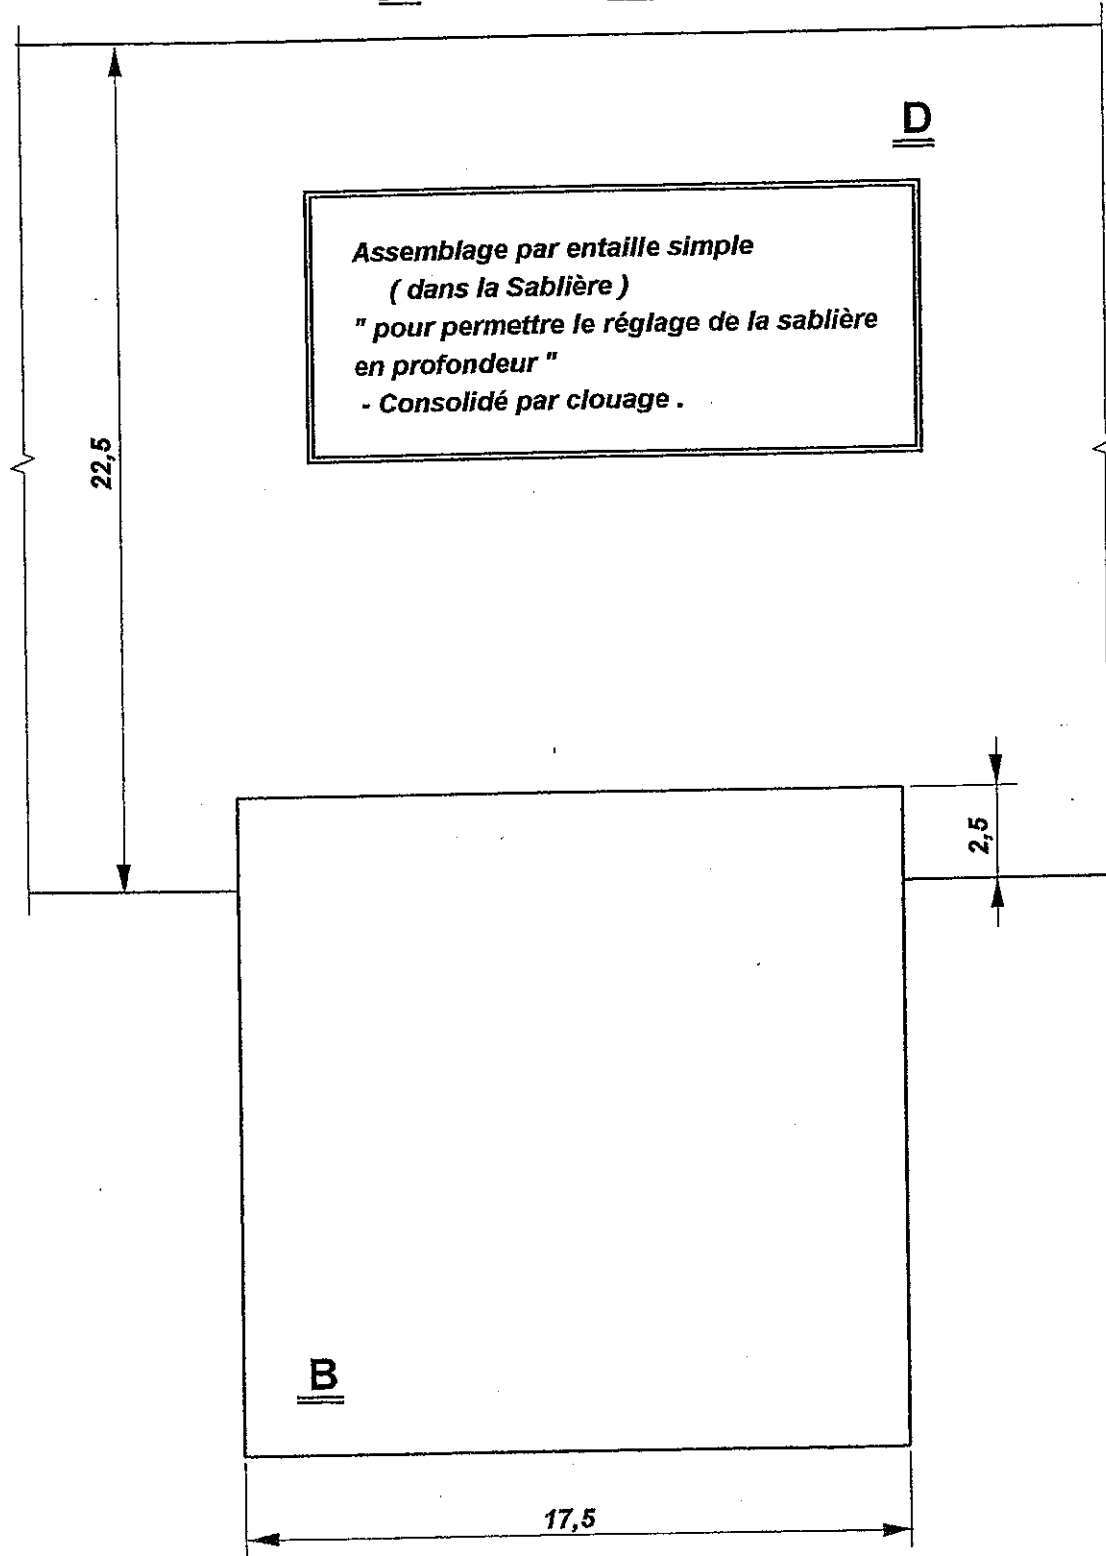 D
Assemblage par entaille simple
( dans la Sablière )
" pour permettre le réglage de la sablière
en profondeur "
- Consolidé par clouage .
22,5
2,5
B
17,5